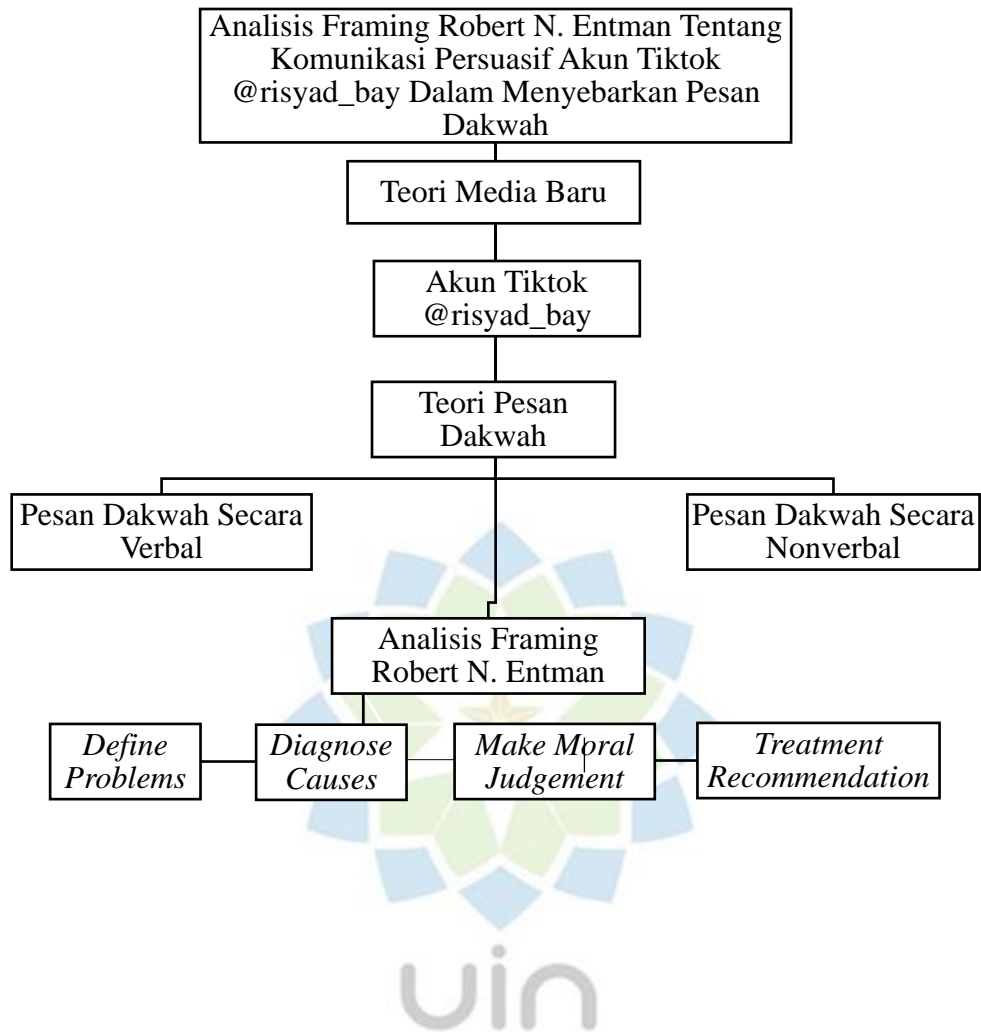 Analisis Framing Robert N. Entman Tentang
Komunikasi Persuasif Akun Tiktok
@risyad_bay Dalam Menyebarkan Pesan
Dakwah
Teori Media Baru
Akun Tiktok
@risyad_bay
Teori Pesan
Dakwah
Pesan Dakwah Secara
Verbal
Pesan Dakwah Secara
Nonverbal
Analisis Framing
Robert N. Entman
Define
Problems
Diagnose
Causes
Make Moral
Judgement
Treatment
Recommendation
uin